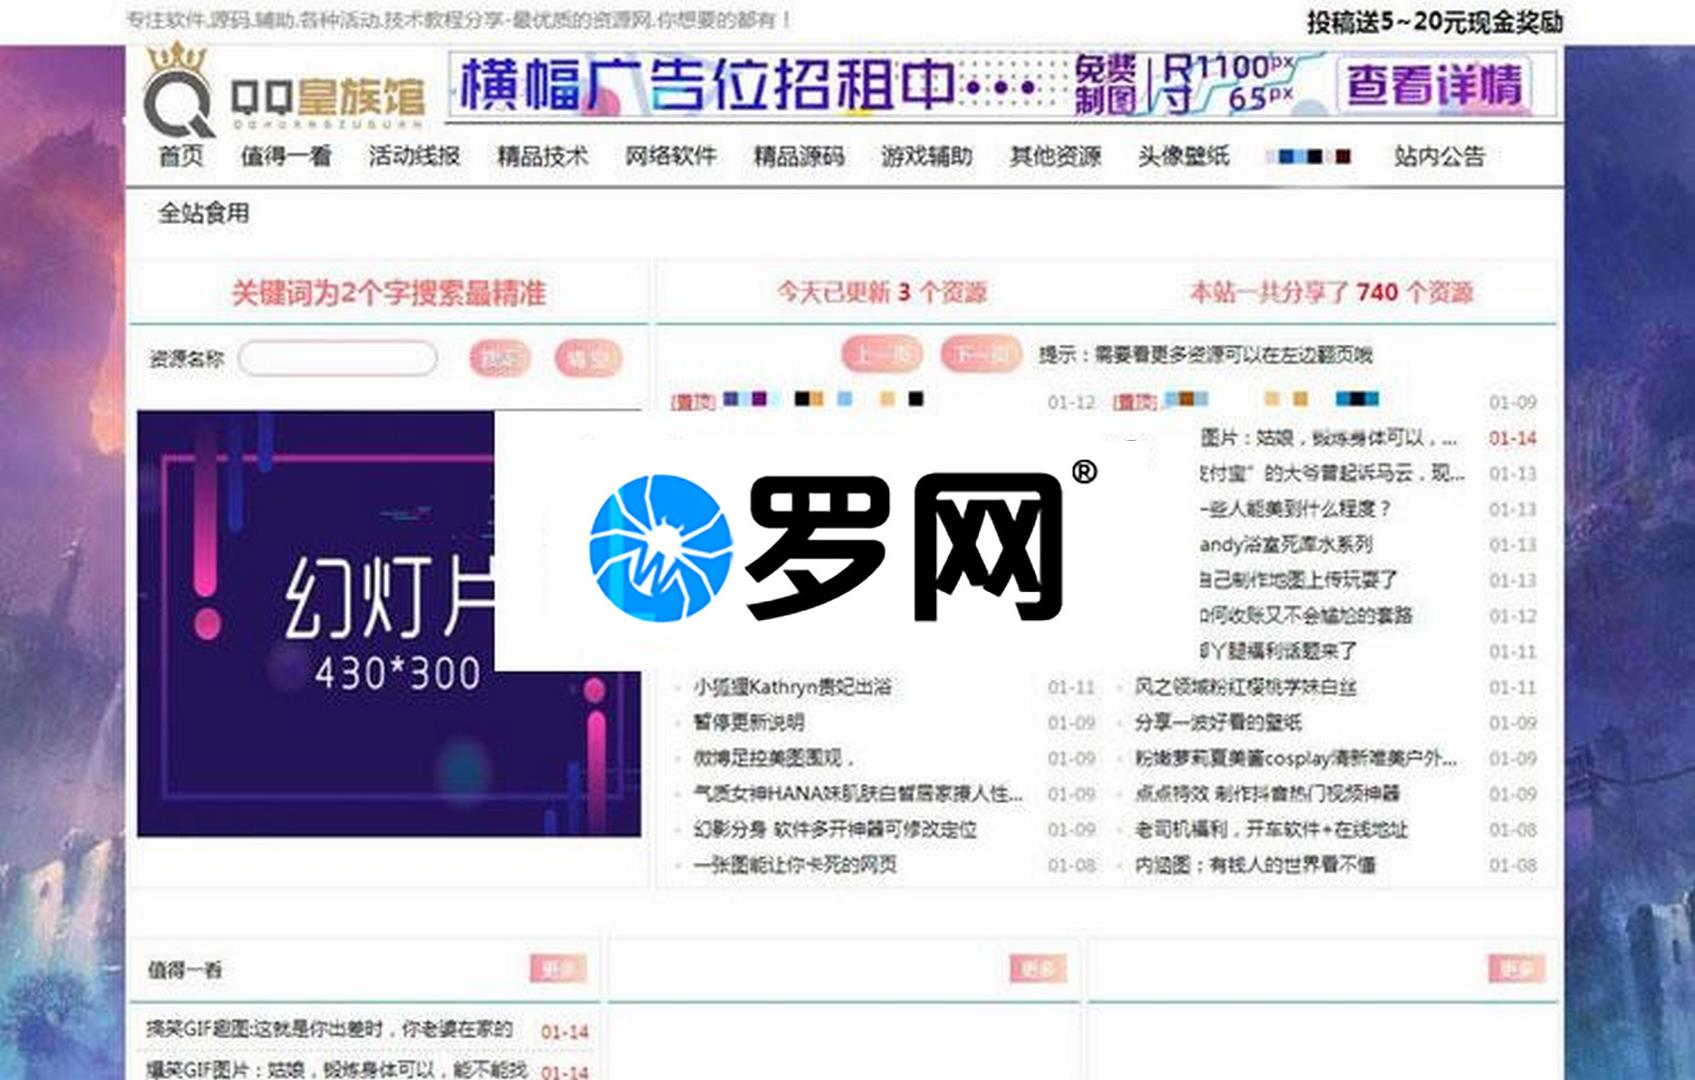 专注软件.源码.辅助.各种活动.技术教程分享-最优质的资源网.你想要的都有！
投稿送5~20元现金奖励
QQ皇族馆
QQHUANGZUGUAN
横幅广告位招租中●●●
免费制图
尺寸
1100px
65px
查看详情
首页 值得一看 活动线报 精品技术 网络软件 精品源码 游戏辅助 其他资源 头像壁纸 站内公告
全站食用
关键词为2个字搜索最精准
今天已更新 3 个资源
本站一共分享了 740 个资源
资源名称
上一页 下一页 提示：需要看更多资源可以在左边翻页哦
[置顶] 01-12
[置顶] 01-09
图片：姑娘，锻炼身体可以，... 01-14
付宝”的大爷曾起诉马云，现... 01-13
一些人能美到什么程度？ 01-13
andy浴室死库水系列 01-13
自己制作地图上传玩耍了 01-13
何收账又不会尴尬的套路 01-12
丫腿福利话题来了 01-11
罗网®
幻灯片
430*300
小狐狸Kathryn贵妃出浴 01-11
风之领域粉红樱桃学妹白丝 01-11
暂停更新说明 01-09
分享一波好看的壁纸 01-09
微博足控美图围观， 01-09
粉嫩萝莉夏美酱cosplay清新唯美户外... 01-09
气质女神HANA妹肌肤白皙居家撩人性... 01-09
点点特效 制作抖音热门视频神器 01-09
幻影分身 软件多开神器可修改定位 01-09
老司机福利，开车软件+在线地址 01-08
一张图能让你卡死的网页 01-08
内涵图：有钱人的世界看不懂 01-08
值得一看 更多
更多
更多
搞笑GIF趣图:这就是你出差时，你老婆在家的 01-14
爆笑GIF图片：姑娘，锻炼身体可以，能不能找 01-14